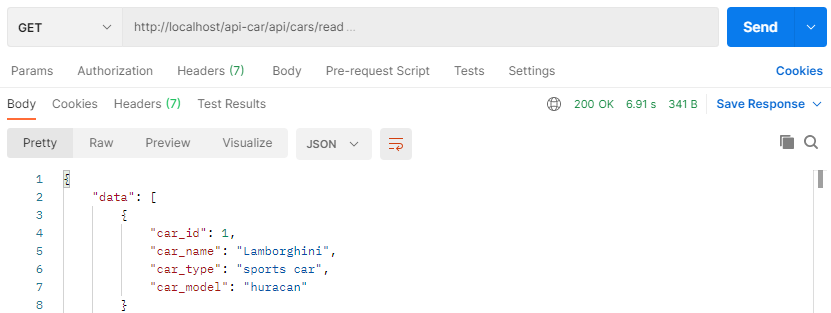 GET http://localhost/api-car/api/cars/read ... Send
Params Authorization Headers (7) Body Pre-request Script Tests Settings Cookies
Body Cookies Headers (7) Test Results 200 OK 6.91 s 341 B Save Response
Pretty Raw Preview Visualize JSON
1 {
2 "data": [
3 {
4 "car_id": 1,
5 "car_name": "Lamborghini",
6 "car_type": "sports car",
7 "car_model": "huracan"
8 }